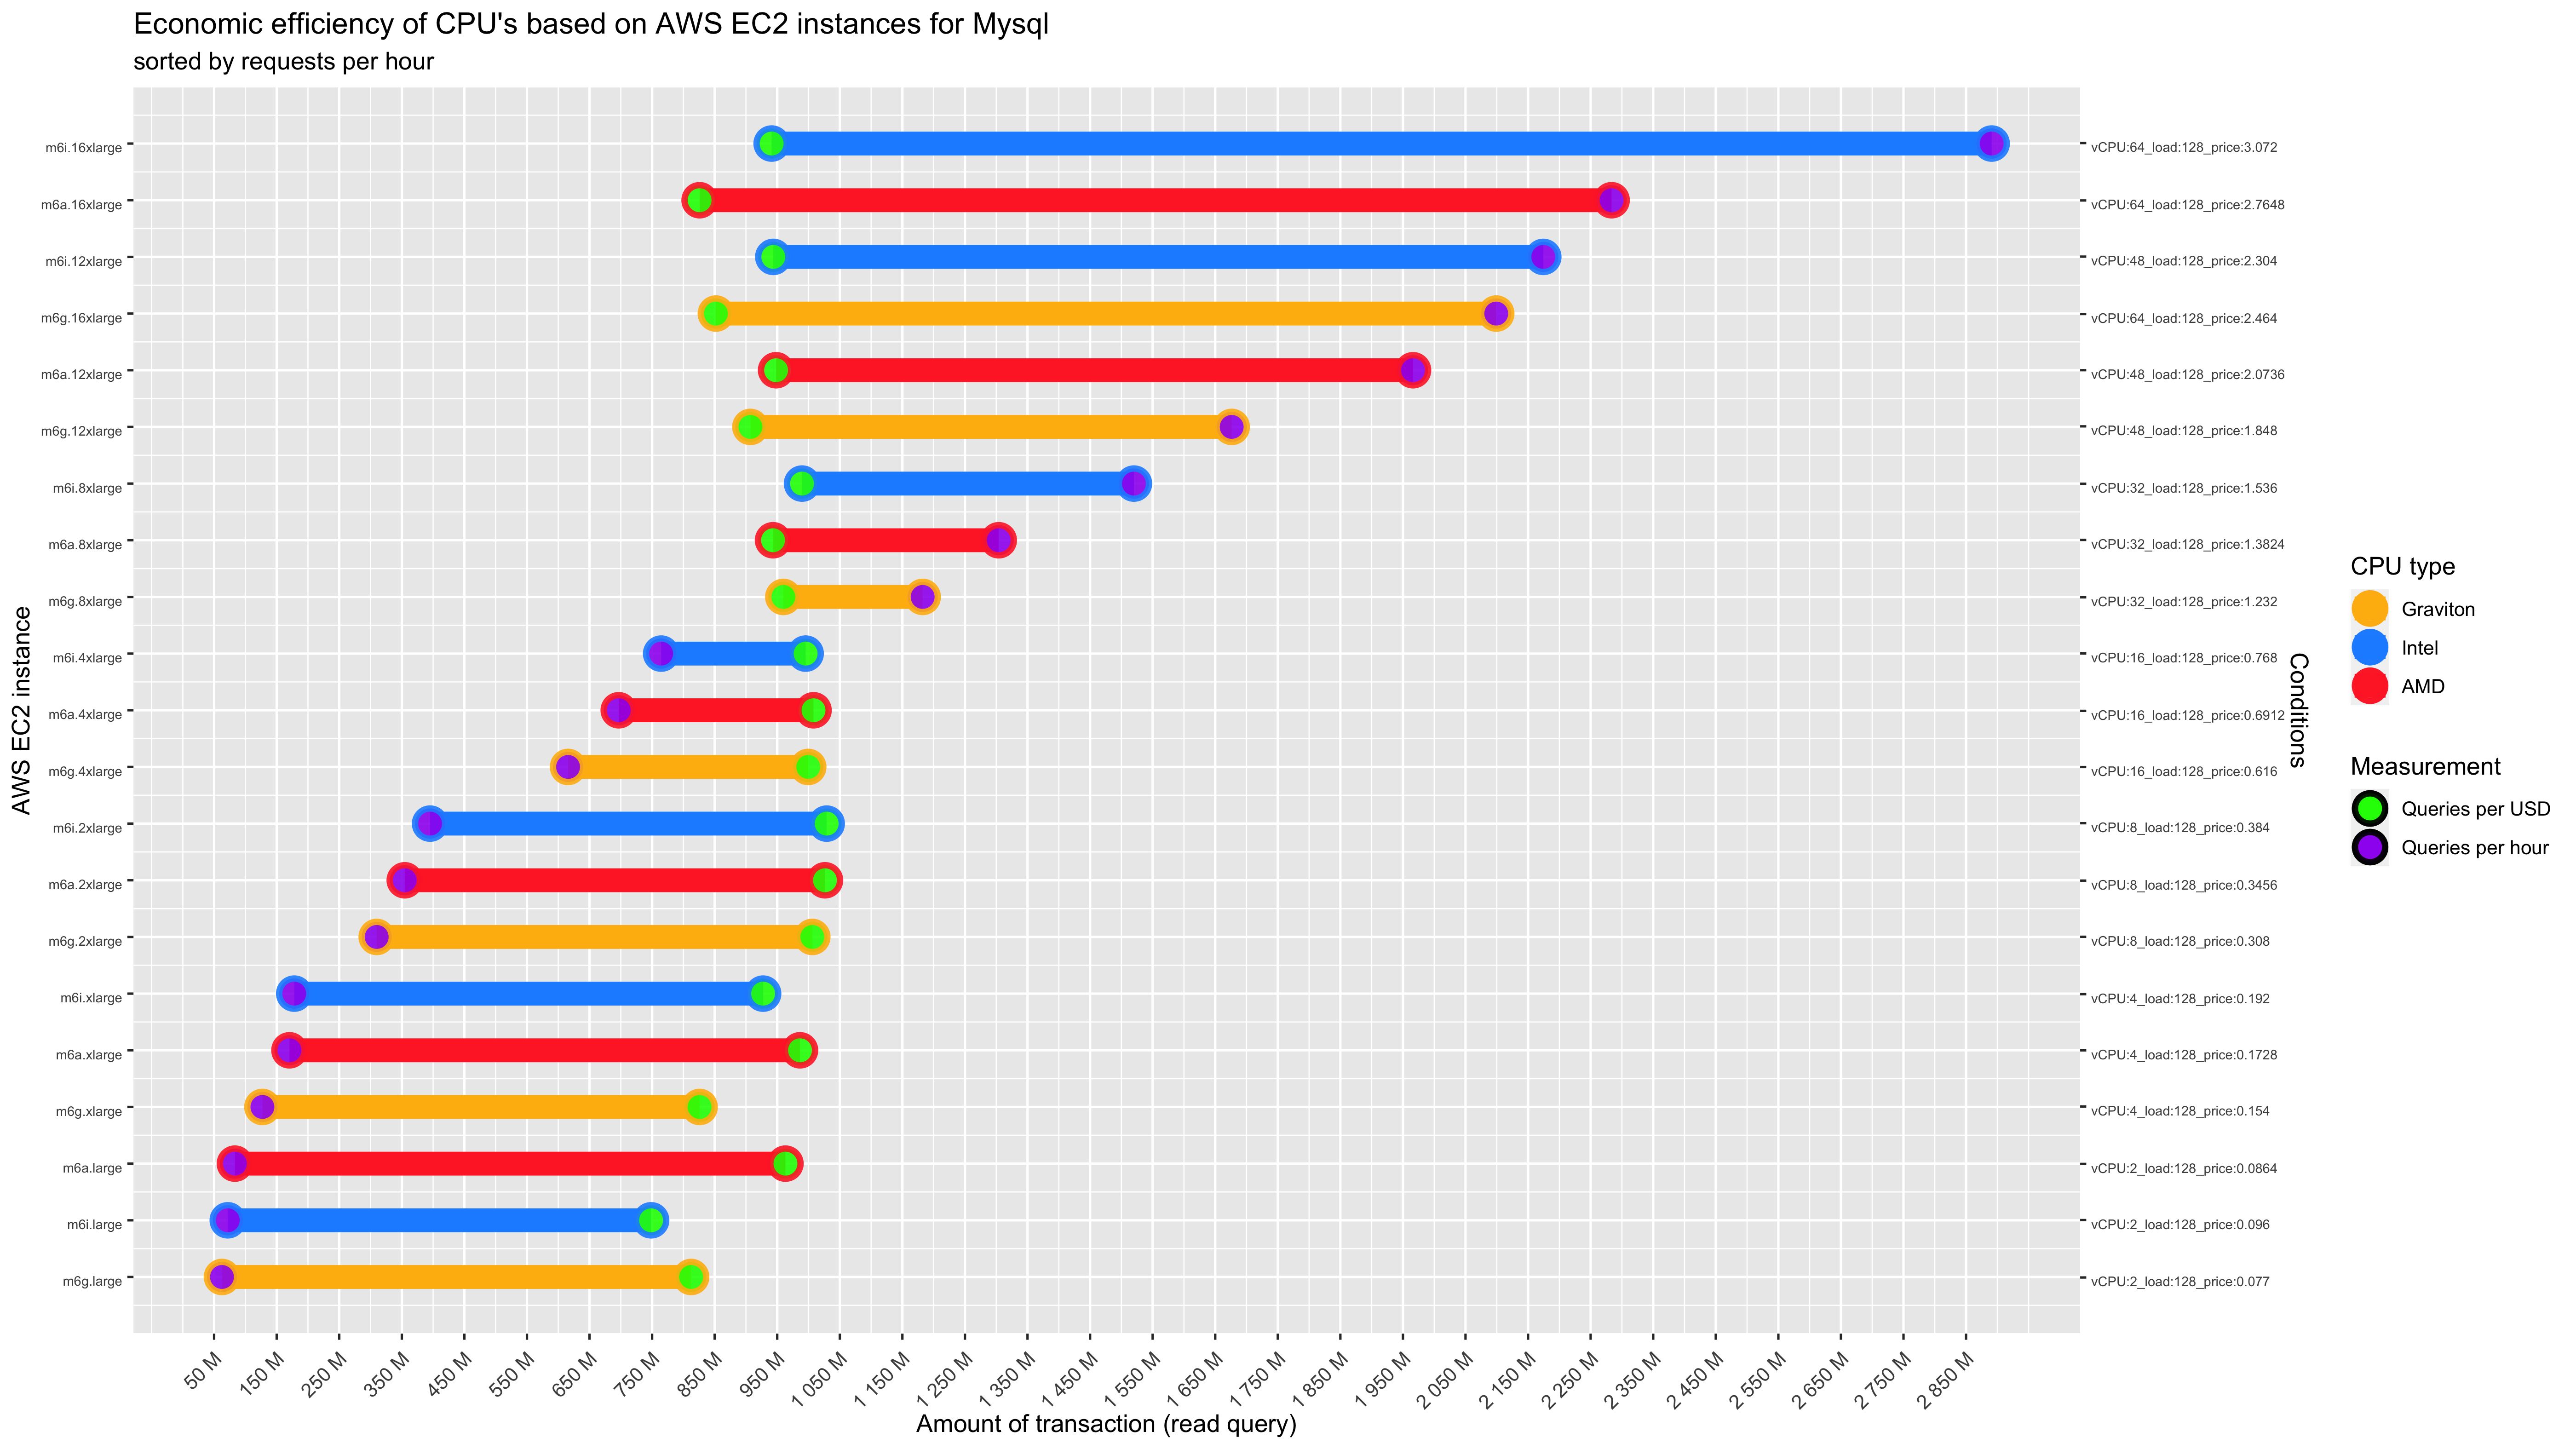 Economic efficiency of CPU's based on AWS EC2 instances for Mysql
sorted by requests per hour
AWS EC2 instance
m6i.16xlarge
m6a.16xlarge
m6i.12xlarge
m6g.16xlarge
m6a.12xlarge
m6g.12xlarge
m6i.8xlarge
m6a.8xlarge
m6g.8xlarge
m6i.4xlarge
m6a.4xlarge
m6g.4xlarge
m6i.2xlarge
m6a.2xlarge
m6g.2xlarge
m6i.xlarge
m6a.xlarge
m6g.xlarge
m6a.large
m6i.large
m6g.large
vCPU:64_load:128_price:3.072
vCPU:64_load:128_price:2.7648
vCPU:48_load:128_price:2.304
vCPU:64_load:128_price:2.464
vCPU:48_load:128_price:2.0736
vCPU:48_load:128_price:1.848
vCPU:32_load:128_price:1.536
vCPU:32_load:128_price:1.3824
vCPU:32_load:128_price:1.232
vCPU:16_load:128_price:0.768
vCPU:16_load:128_price:0.6912
vCPU:16_load:128_price:0.616
vCPU:8_load:128_price:0.384
vCPU:8_load:128_price:0.3456
vCPU:8_load:128_price:0.308
vCPU:4_load:128_price:0.192
vCPU:4_load:128_price:0.1728
vCPU:4_load:128_price:0.154
vCPU:2_load:128_price:0.0864
vCPU:2_load:128_price:0.096
vCPU:2_load:128_price:0.077
Conditions
50 M
150 M
250 M
350 M
450 M
550 M
650 M
750 M
850 M
950 M
1 050 M
1 150 M
1 250 M
1 350 M
1 450 M
1 550 M
1 650 M
1 750 M
1 850 M
1 950 M
2 050 M
2 150 M
2 250 M
2 350 M
2 450 M
2 550 M
2 650 M
2 750 M
2 850 M
Amount of transaction (read query)
CPU type
Graviton
Intel
AMD
Measurement
Queries per USD
Queries per hour